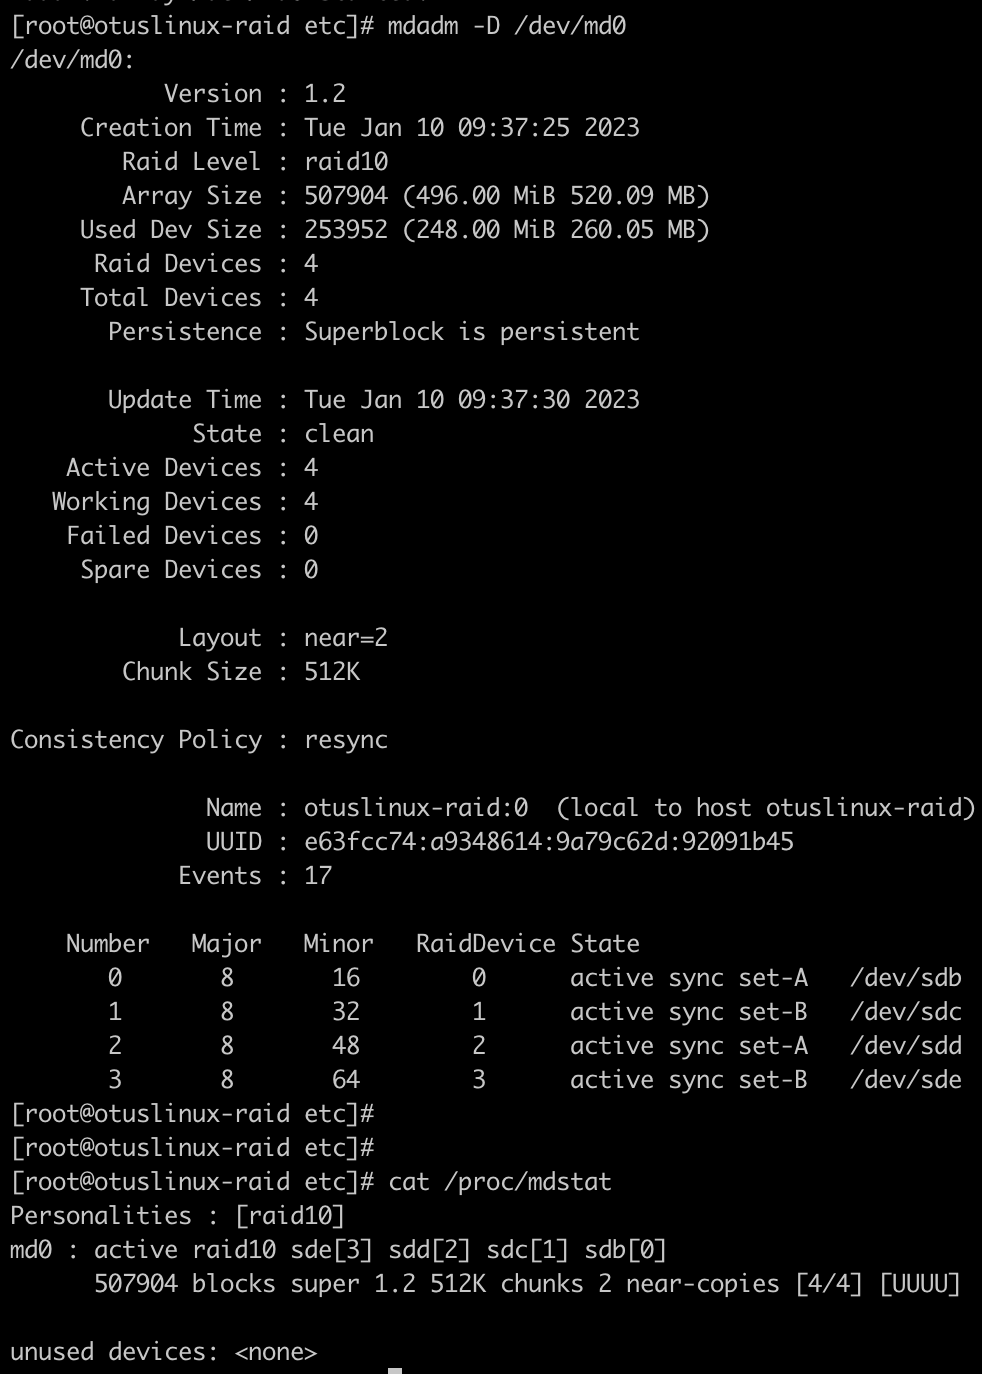 [root@otuslinux-raid etc]# mdadm -D /dev/md0
/dev/md0:
           Version : 1.2
     Creation Time : Tue Jan 10 09:37:25 2023
        Raid Level : raid10
        Array Size : 507904 (496.00 MiB 520.09 MB)
     Used Dev Size : 253952 (248.00 MiB 260.05 MB)
      Raid Devices : 4
     Total Devices : 4
       Persistence : Superblock is persistent

       Update Time : Tue Jan 10 09:37:30 2023
             State : clean
    Active Devices : 4
   Working Devices : 4
    Failed Devices : 0
     Spare Devices : 0

            Layout : near=2
        Chunk Size : 512K

Consistency Policy : resync

              Name : otuslinux-raid:0  (local to host otuslinux-raid)
              UUID : e63fcc74:a9348614:9a79c62d:92091b45
            Events : 17

    Number   Major   Minor   RaidDevice State
       0       8       16        0      active sync set-A   /dev/sdb
       1       8       32        1      active sync set-B   /dev/sdc
       2       8       48        2      active sync set-A   /dev/sdd
       3       8       64        3      active sync set-B   /dev/sde
[root@otuslinux-raid etc]#
[root@otuslinux-raid etc]#
[root@otuslinux-raid etc]# cat /proc/mdstat
Personalities : [raid10]
md0 : active raid10 sde[3] sdd[2] sdc[1] sdb[0]
      507904 blocks super 1.2 512K chunks 2 near-copies [4/4] [UUUU]

unused devices: <none>